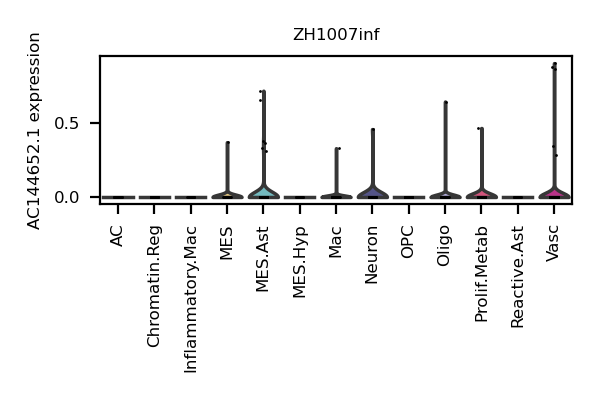 ZH1007inf
AC144652.1 expression
0.5
0.0
AC
Chromatin.Reg
Inflammatory.Mac
MES
MES.Ast
MES.Hyp
Mac
Neuron
OPC
Oligo
Prolif.Metab
Reactive.Ast
Vasc